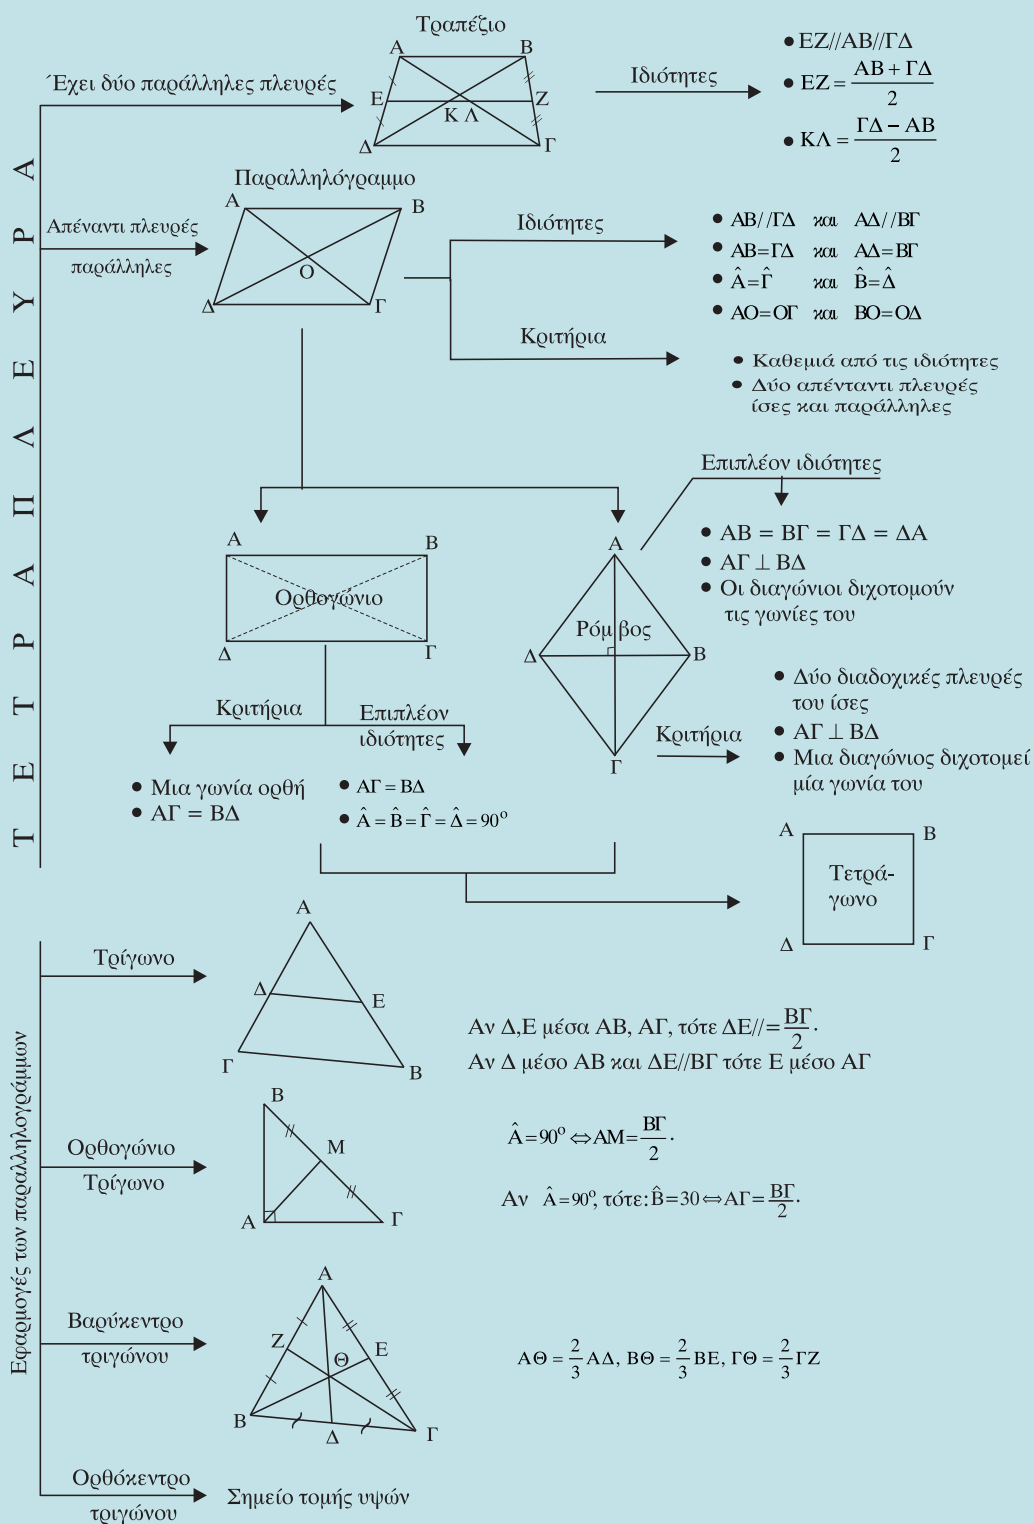 ΤΕΤΡΑΠΛΕΥΡΑ
Τραπέζιο
Έχει δύο παράλληλες πλευρές
Α Β
Ε Ζ
Κ Λ
Δ Γ
Ιδιότητες
• ΕΖ//ΑΒ//ΓΔ
• ΕΖ = (ΑΒ + ΓΔ)/2
• ΚΛ = (ΓΔ – ΑΒ)/2
Παραλληλόγραμμο
Απέναντι πλευρές
παράλληλες
Α Β
Ο
Δ Γ
Ιδιότητες
• ΑΒ//ΓΔ και ΑΔ//ΒΓ
• ΑΒ=ΓΔ και ΑΔ=ΒΓ
• Α̂=Γ̂ και Β̂=Δ̂
• ΑΟ=ΟΓ και ΒΟ=ΟΔ
Κριτήρια
• Καθεμιά από τις ιδιότητες
• Δύο απένταντι πλευρές
ίσες και παράλληλες
Α Β
Ορθογώνιο
Δ Γ
Κριτήρια
• Μια γωνία ορθή
• ΑΓ = ΒΔ
Επιπλέον
ιδιότητες
• ΑΓ = ΒΔ
• Α̂ = Β̂ = Γ̂ = Δ̂ = 90°
Επιπλέον ιδιότητες
• ΑΒ = ΒΓ = ΓΔ = ΔΑ
• ΑΓ ⊥ ΒΔ
• Οι διαγώνιοι διχοτομούν
τις γωνίες του
Α
Ρόμβος
Δ Β
Γ
Κριτήρια
• Δύο διαδοχικές πλευρές
του ίσες
• ΑΓ ⊥ ΒΔ
• Μια διαγώνιος διχοτομεί
μία γωνία του
Α Β
Τετρά-
γωνο
Δ Γ
Εφαρμογές των παραλληλογράμμων
Τρίγωνο
Α
Δ Ε
Γ Β
Αν Δ,Ε μέσα ΑΒ, ΑΓ, τότε ΔΕ//= ΒΓ/2.
Αν Δ μέσο ΑΒ και ΔΕ//ΒΓ τότε Ε μέσο ΑΓ
Ορθογώνιο
Τρίγωνο
Β
Μ
Α Γ
Α̂=90° ⇔ ΑΜ= ΒΓ/2.
Αν Α̂=90°, τότε: Β̂=30 ⇔ ΑΓ= ΒΓ/2.
Βαρύκεντρο
τριγώνου
Α
Ζ Ε
Θ
Β Δ Γ
ΑΘ = 2/3 ΑΔ, ΒΘ = 2/3 ΒΕ, ΓΘ = 2/3 ΓΖ
Ορθόκεντρο
τριγώνου
Σημείο τομής υψών